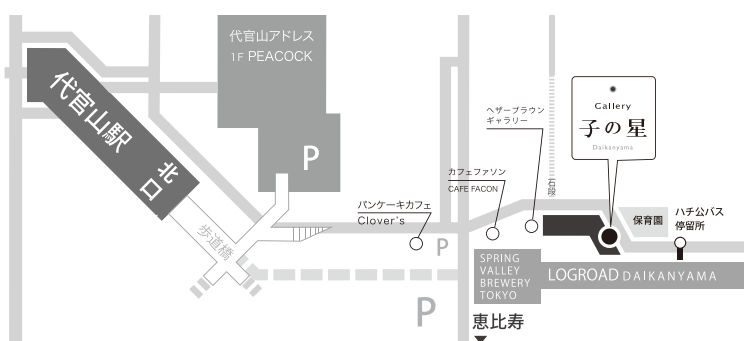 代官山アドレス
1F PEACOCK
代官山駅
北口
P
歩道橋
パンケーキカフェ
Clover's
カフェファソン
CAFE FACON
ヘザーブラウン
ギャラリー
石段
Gallery
子の星
Daikanyama
保育園
ハチ公バス
停留所
P
SPRING
VALLEY
BREWERY
TOKYO
LOGROAD DAIKANYAMA
P
恵比寿